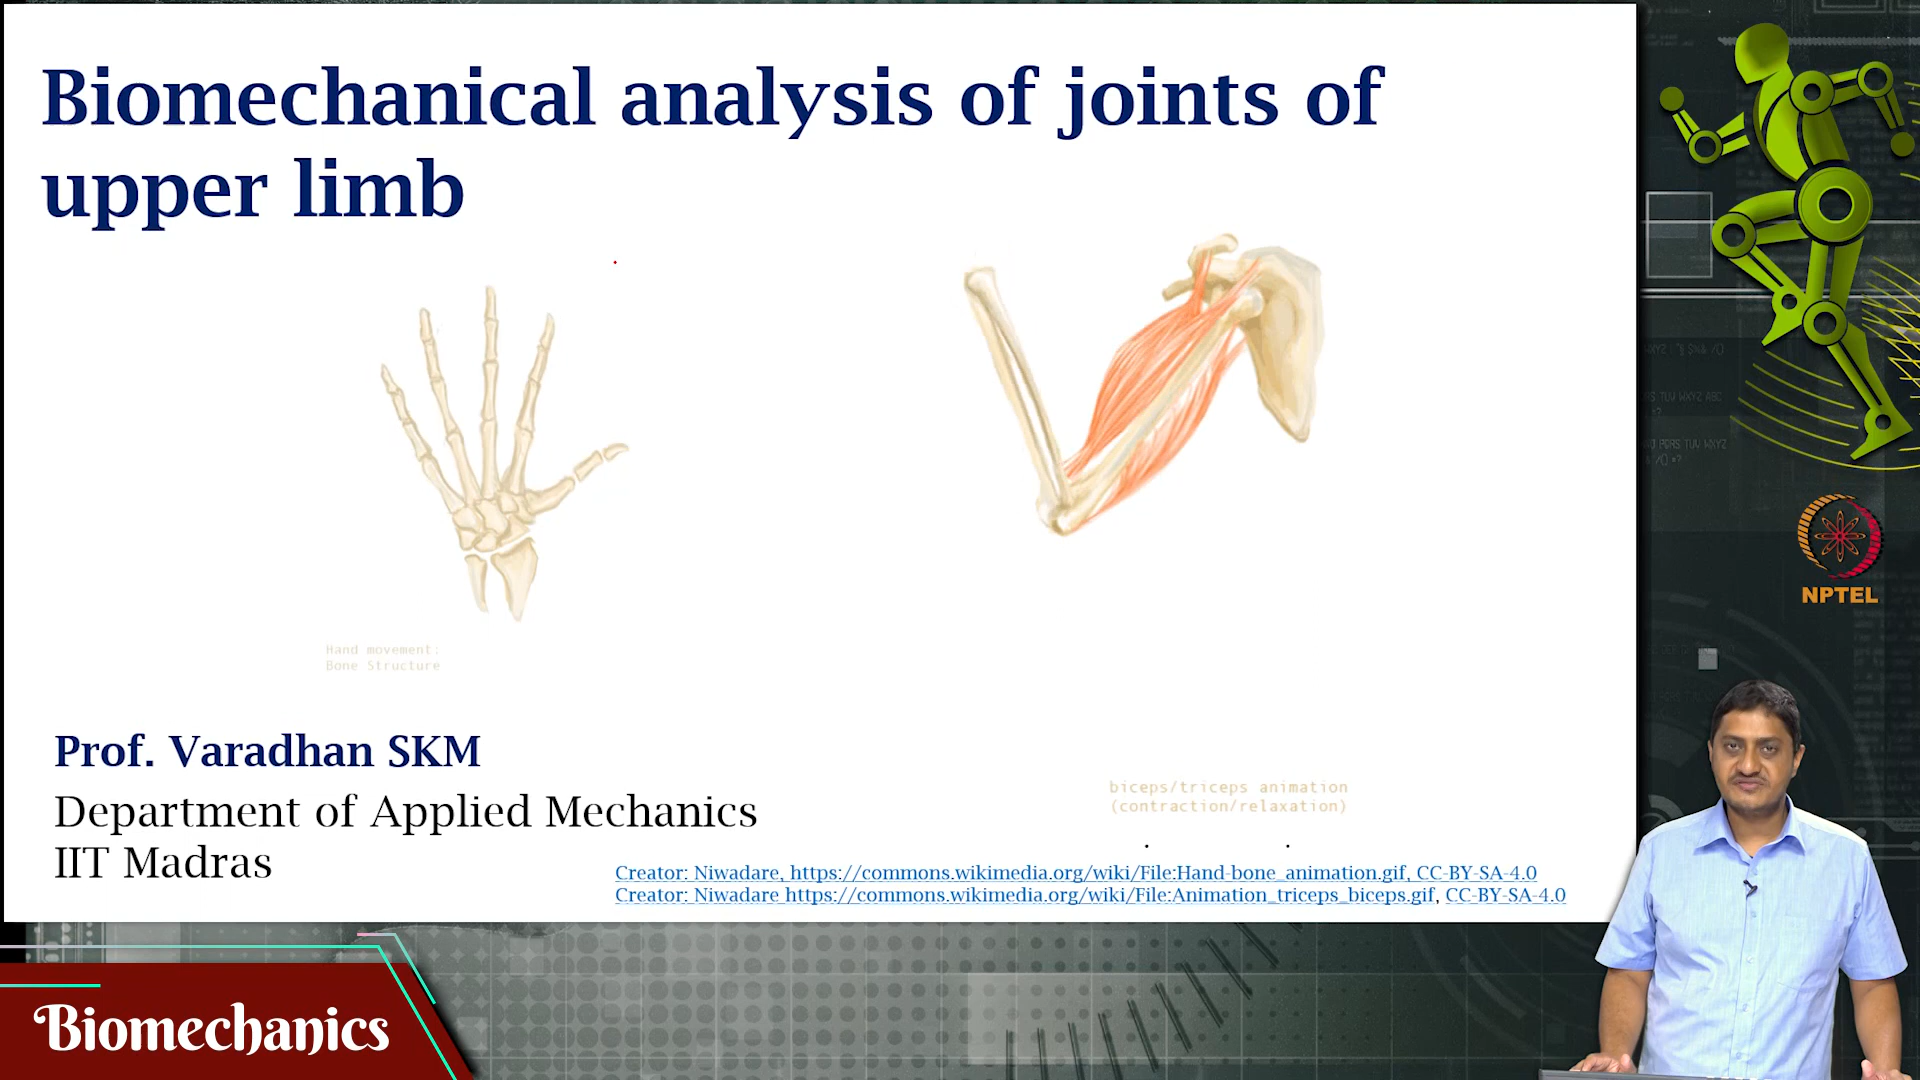 Biomechanical analysis of joints of
upper limb
Hand movement:
Bone Structure
Prof. Varadhan SKM
Department of Applied Mechanics
IIT Madras
biceps/triceps animation
(contraction/relaxation)
Creator: Niwadare, https://commons.wikimedia.org/wiki/File:Hand-bone_animation.gif, CC-BY-SA-4.0
Creator: Niwadare https://commons.wikimedia.org/wiki/File:Animation_triceps_biceps.gif, CC-BY-SA-4.0
NPTEL
Biomechanics